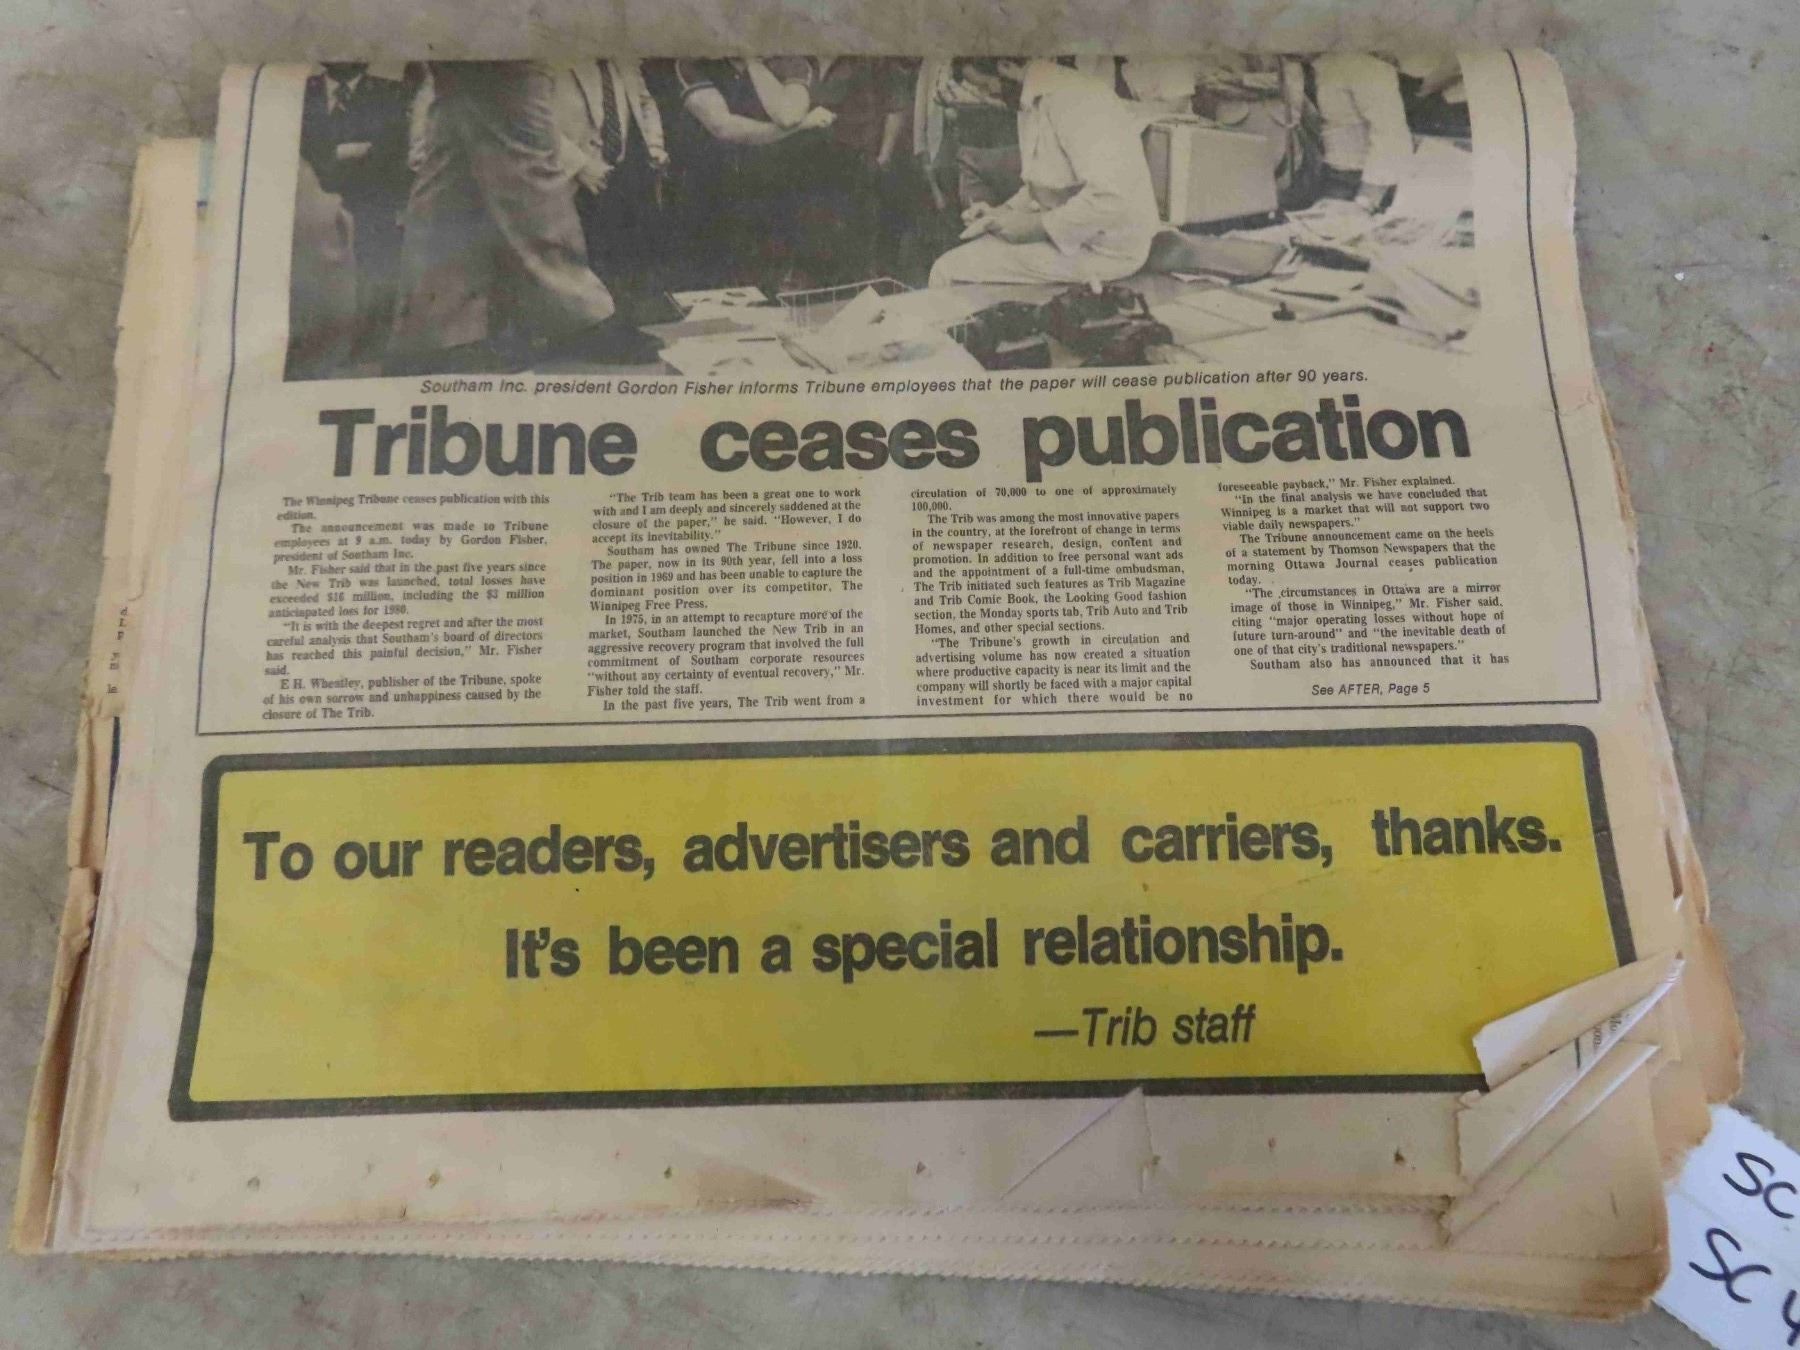 Southam Inc. president Gordon Fisher informs Tribune employees that the paper will cease publication after 90 years.
Tribune ceases publication
The Winnipeg Tribune ceases publication with this
edition.
The announcement was made to Tribune
employees at 9 a.m. today by Gordon Fisher,
president of Southam Inc.
Mr. Fisher said that in the past five years since
the New Trib was launched, total losses have
exceeded $16 million, including the $3 million
anticiapated loss for 1980.
"It is with the deepest regret and after the most
careful analysis that Southam's board of directors
has reached this painful decision," Mr. Fisher
said.
E.H. Wheatley, publisher of the Tribune, spoke
of his own sorrow and unhappiness caused by the
closure of The Trib.
"The Trib team has been a great one to work
with and I am deeply and sincerely saddened at the
closure of the paper," he said. "However, I do
accept its inevitability."
Southam has owned The Tribune since 1920.
The paper, now in its 90th year, fell into a loss
position in 1969 and has been unable to capture the
dominant position over its competitor, The
Winnipeg Free Press.
In 1975, in an attempt to recapture more of the
market, Southam launched the New Trib in an
aggressive recovery program that involved the full
commitment of Southam corporate resources
"without any certainty of eventual recovery," Mr.
Fisher told the staff.
In the past five years, The Trib went from a
circulation of 70,000 to one of approximately
100,000.
The Trib was among the most innovative papers
in the country, at the forefront of change in terms
of newspaper research, design, content and
promotion. In addition to free personal want ads
and the appointment of a full-time ombudsman,
The Trib initiated such features as Trib Magazine
and Trib Comic Book, the Looking Good fashion
section, the Monday sports tab, Trib Auto and Trib
Homes, and other special sections.
"The Tribune's growth in circulation and
advertising volume has now created a situation
where productive capacity is near its limit and the
company will shortly be faced with a major capital
investment for which there would be no
foreseeable payback," Mr. Fisher explained.
"In the final analysis we have concluded that
Winnipeg is a market that will not support two
viable daily newspapers."
The Tribune announcement came on the heels
of a statement by Thomson Newspapers that the
morning Ottawa Journal ceases publication
today.
"The circumstances in Ottawa are a mirror
image of those in Winnipeg," Mr. Fisher said,
citing "major operating losses without hope of
future turn-around" and "the inevitable death of
one of that city's traditional newspapers."
Southam also has announced that it has
See AFTER, Page 5
To our readers, advertisers and carriers, thanks.
It's been a special relationship.
—Trib staff
SC
SC 4